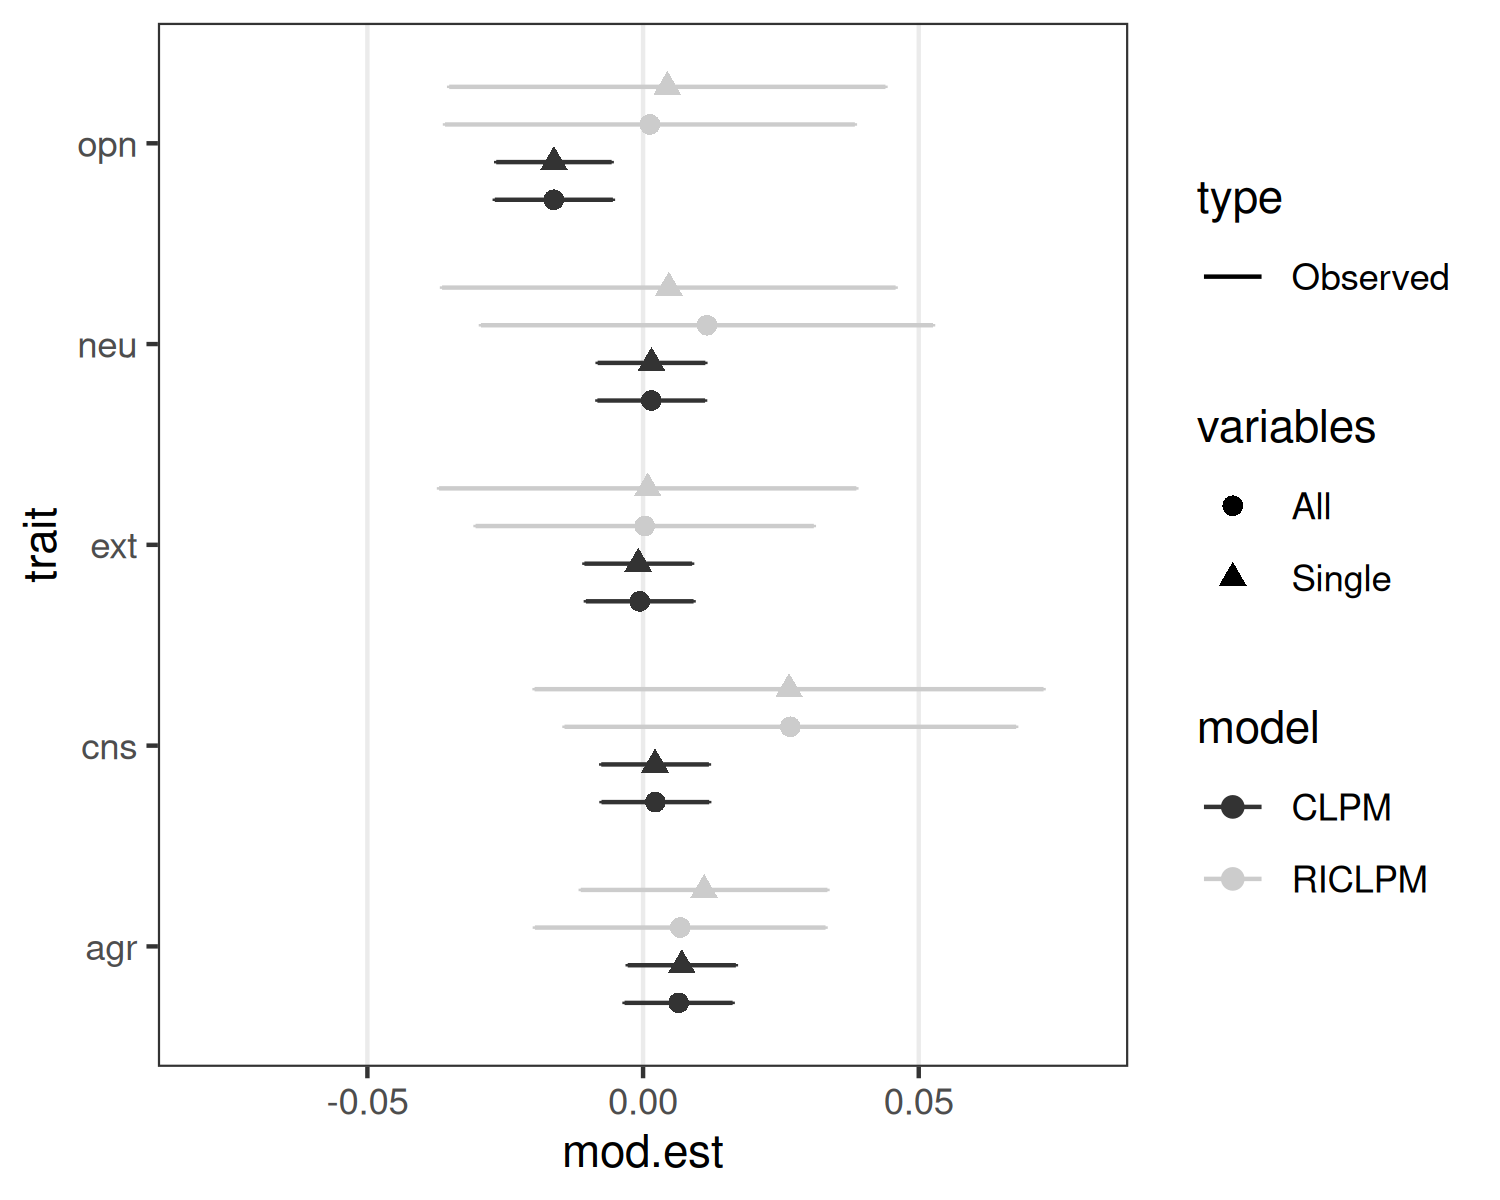 opn
neu
ext
cns
agr
trait
-0.05
0.00
0.05
mod.est
type
Observed
variables
All
Single
model
CLPM
RICLPM